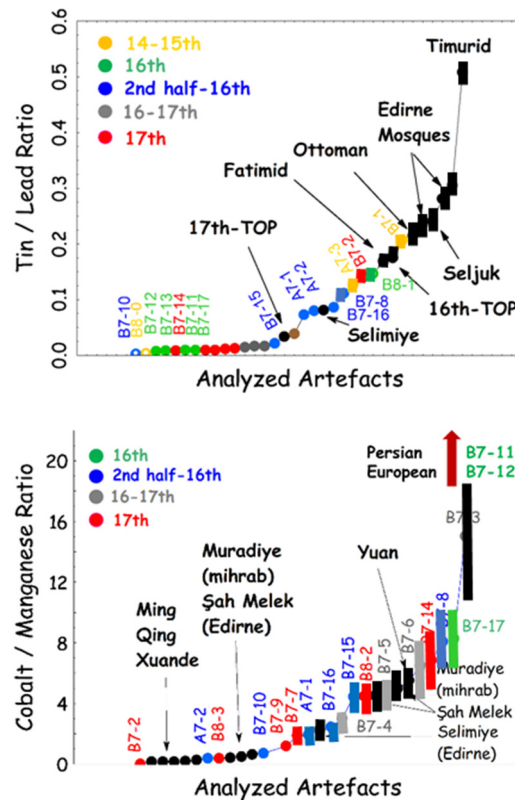 0.6
0.5
0.4
0.3
0.2
0.1
0.0
Tin / Lead Ratio
14-15th
16th
2nd half-16th
16-17th
17th
Timurid
Edirne
Mosques
Ottoman
Fatimid
17th-TOP
B7-10
B8-0
B7-12
B7-13
B7-14
B7-11
B7-17
B7-15
A7-1
A7-2
A7-3
B7-2
B7-1
B7-8
B7-16
B8-1
Selimiye
Seljuk
16th-TOP
Analyzed Artefacts
20
16
12
8
4
0
Cobalt / Manganese Ratio
16th
2nd half-16th
16-17th
17th
Persian
European
B7-11
B7-12
Muradiye
(mihrab)
Şah Melek
(Edirne)
Yuan
Ming
Qing
Xuande
B7-2
A7-2
B8-3
B7-10
B7-9
B7-7
A7-1
B7-16
B7-15
B8-2
B7-5
B7-6
B7-4
B7-17
Muradiye
(mihrab)
Şah Melek
Selimiye
(Edirne)
Analyzed Artefacts